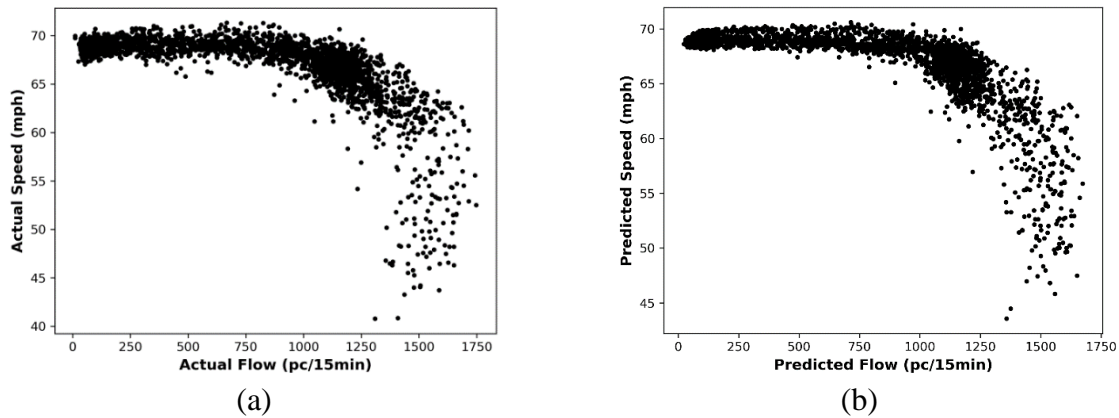 70
65
60
55
50
45
40
Actual Speed (mph)
0 250 500 750 1000 1250 1500 1750
Actual Flow (pc/15min)
(a)
70
65
60
55
50
45
Predicted Speed (mph)
0 250 500 750 1000 1250 1500 1750
Predicted Flow (pc/15min)
(b)